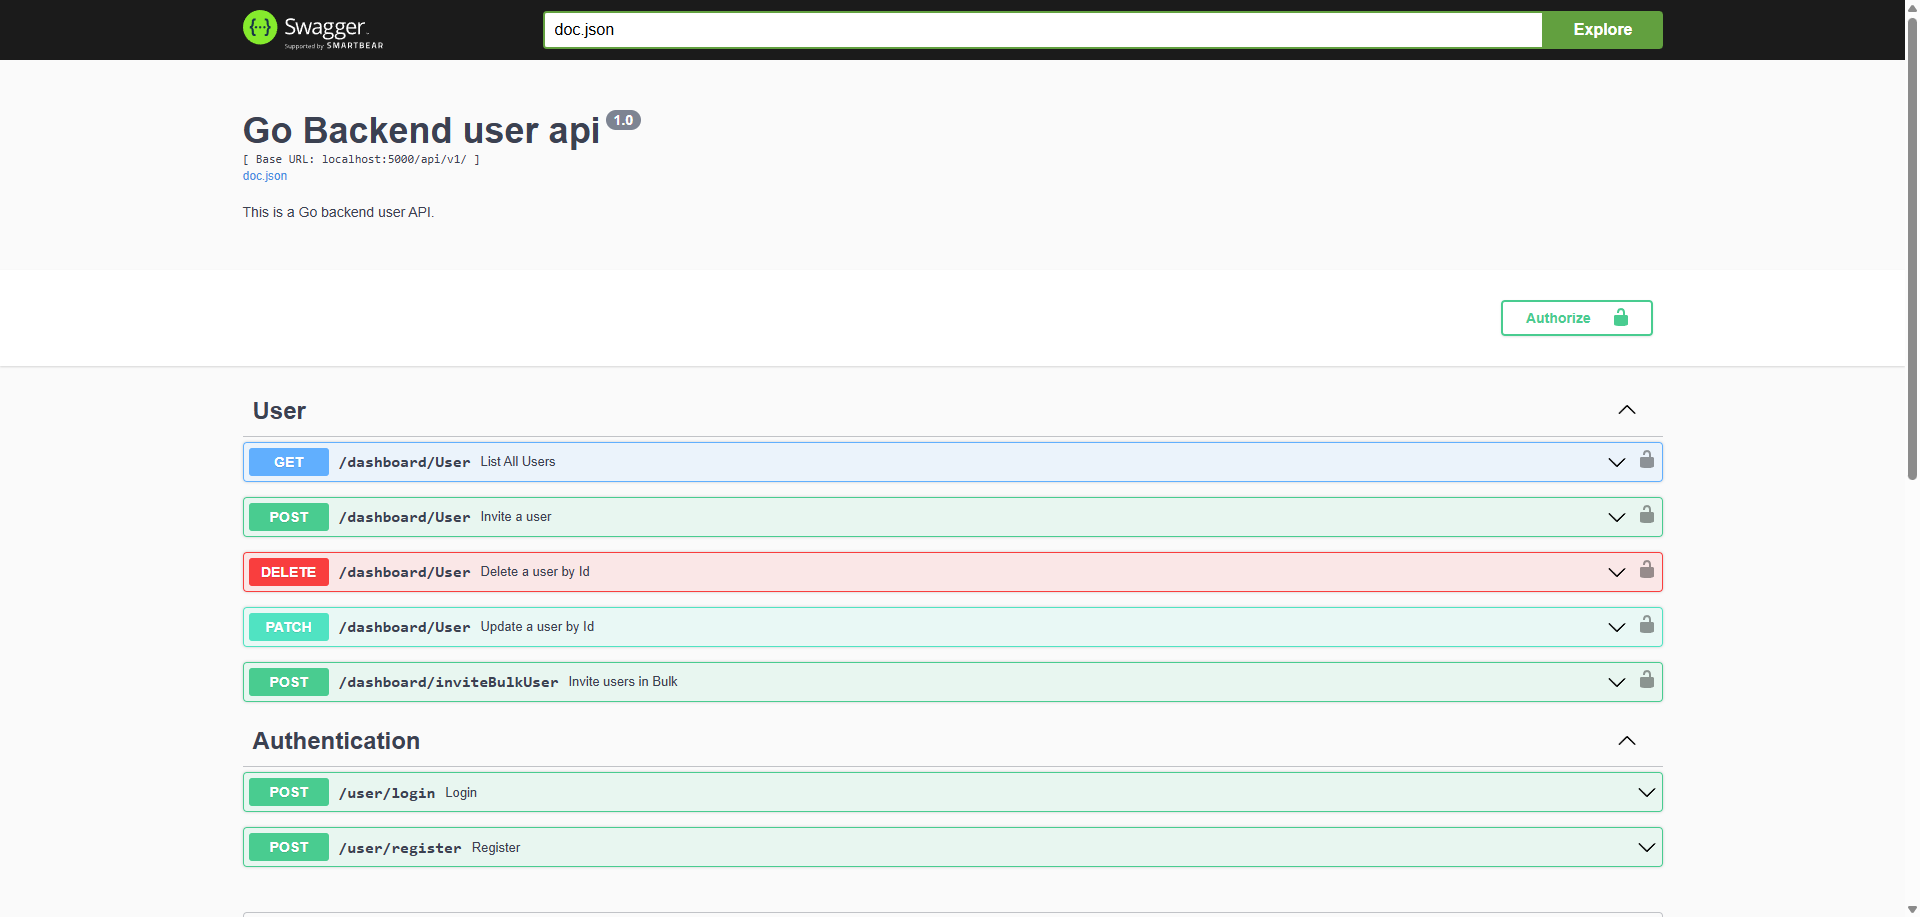 Swagger
Supported by SMARTBEAR
doc.json
Explore
Go Backend user api 1.0
[ Base URL: localhost:5000/api/v1/ ]
doc.json
This is a Go backend user API.
Authorize
User
GET /dashboard/User List All Users
POST /dashboard/User Invite a user
DELETE /dashboard/User Delete a user by Id
PATCH /dashboard/User Update a user by Id
POST /dashboard/inviteBulkUser Invite users in Bulk
Authentication
POST /user/login Login
POST /user/register Register